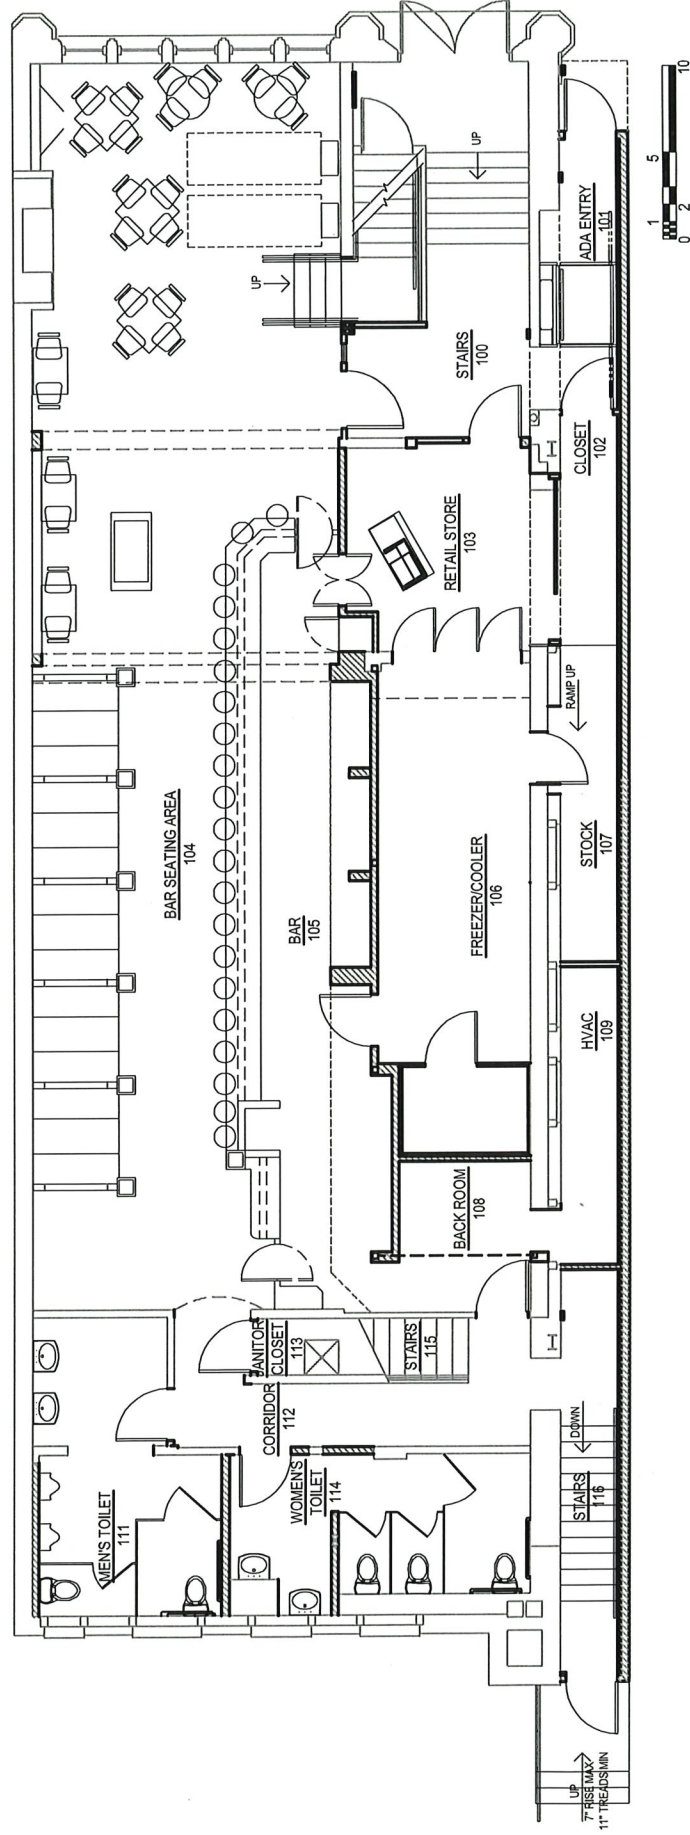 UP
UP
ADA ENTRY
101
1
5
10
0
2
STAIRS
100
CLOSET
102
RETAIL STORE
103
RAMP UP
BAR SEATING AREA
104
BAR
105
FREEZER/COOLER
106
STOCK
107
HVAC
109
BACK ROOM
108
JANITOR
CLOSET
113
STAIRS
115
CORRIDOR
112
MEN'S TOILET
111
WOMEN'S
TOILET
114
DOWN
STAIRS
116
UP
7" RISE MAX
11" TREADS MIN